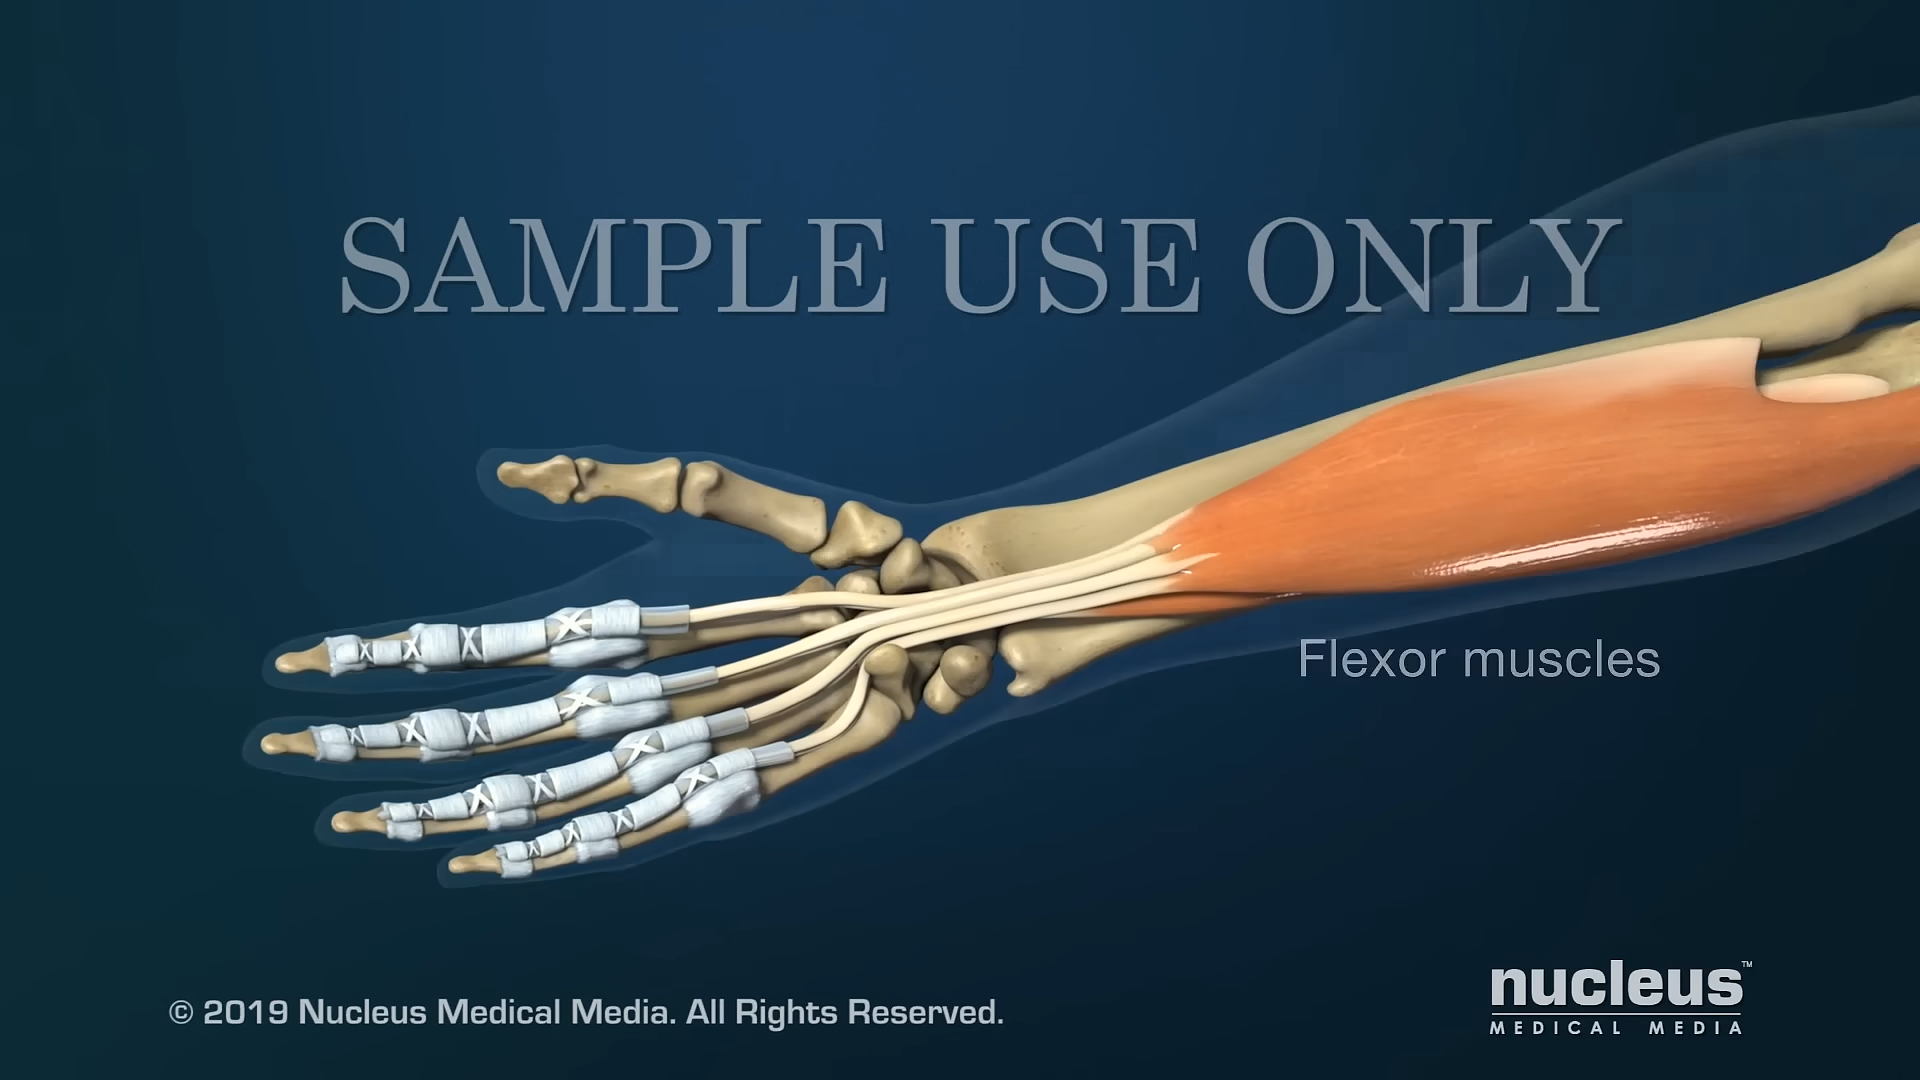 SAMPLE USE ONLY
Flexor muscles
© 2019 Nucleus Medical Media. All Rights Reserved.
nucleus™
MEDICAL MEDIA